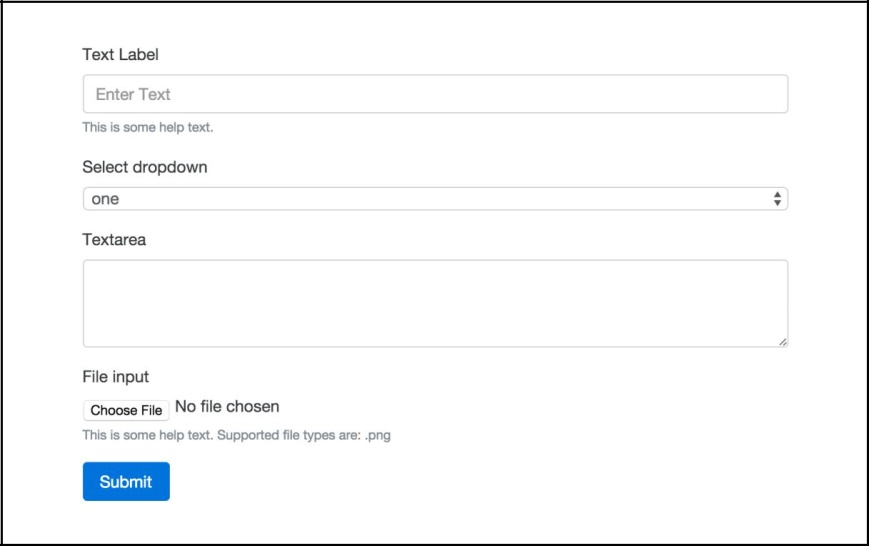 Text Label
Enter Text
This is some help text.
Select dropdown
one
Textarea
File input
Choose File No file chosen
This is some help text. Supported file types are: .png
Submit